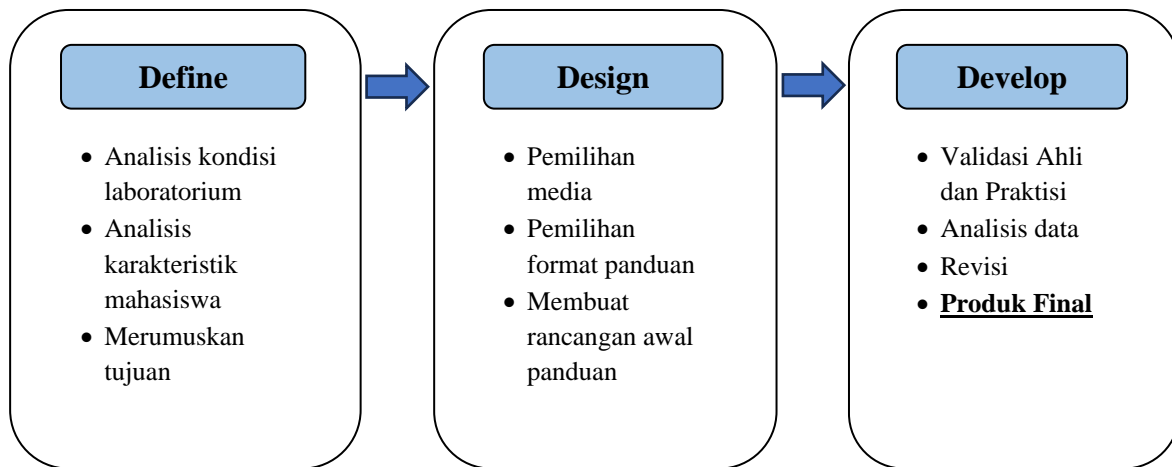 Define
• Analisis kondisi
laboratorium
• Analisis
karakteristik
mahasiswa
• Merumuskan
tujuan
Design
• Pemilihan
media
• Pemilihan
format panduan
• Membuat
rancangan awal
panduan
Develop
• Validasi Ahli
dan Praktisi
• Analisis data
• Revisi
• Produk Final